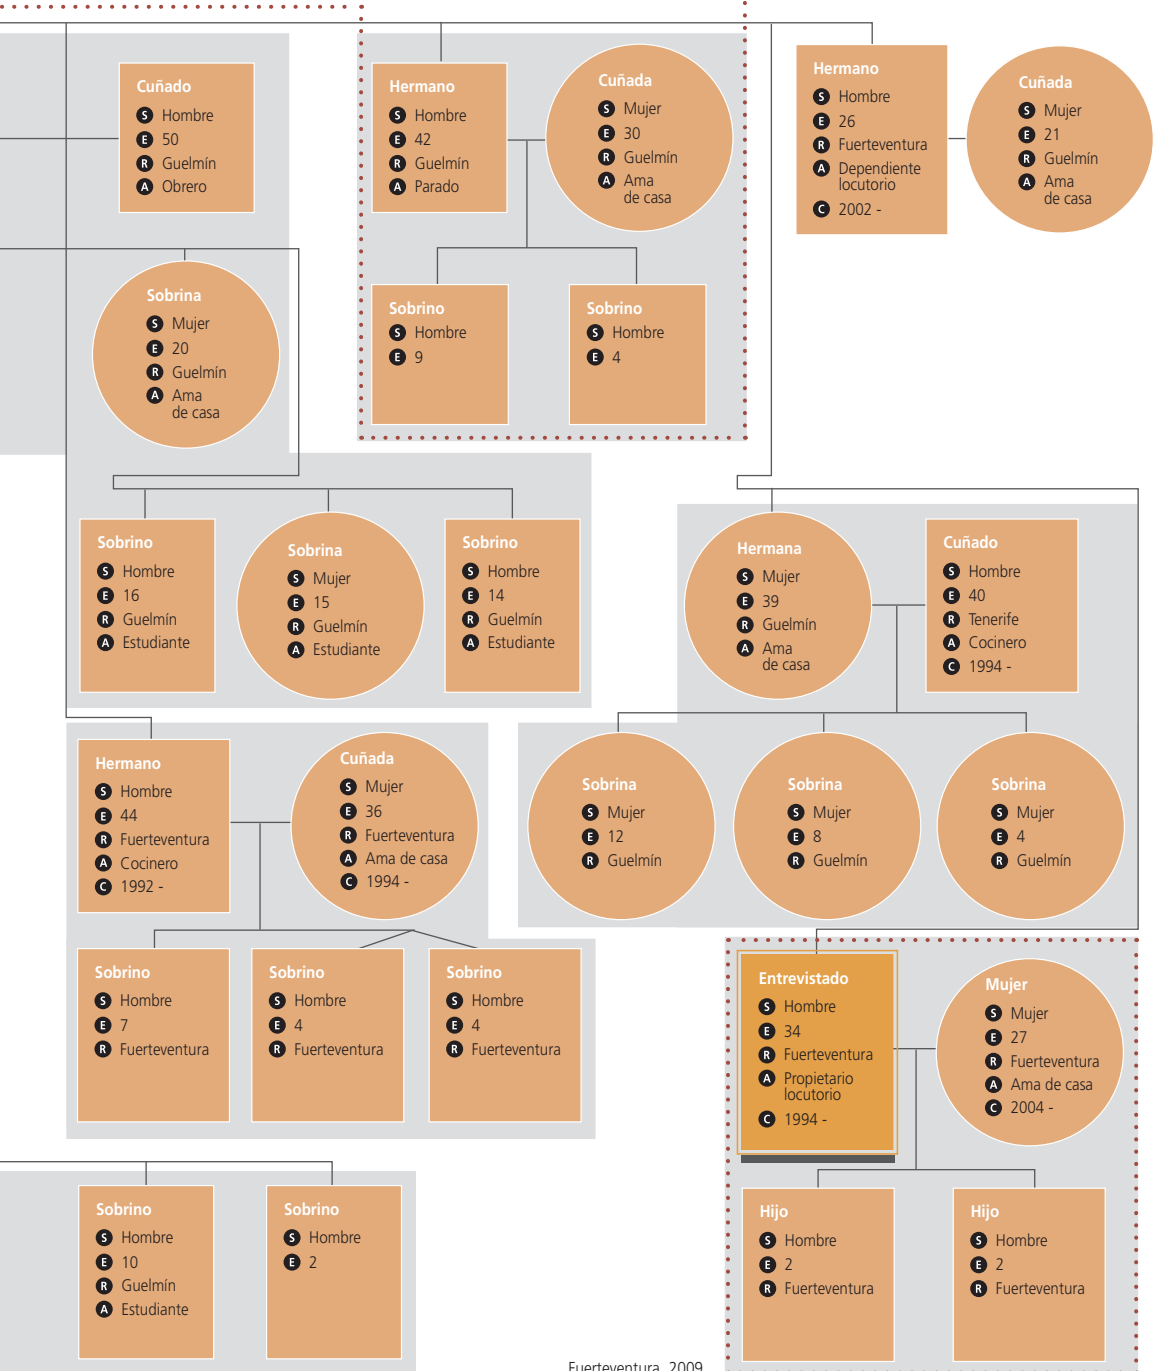 Cuñado
S Hombre
E 50
R Guelmín
A Obrero
Hermano
S Hombre
E 42
R Guelmín
A Parado
Cuñada
S Mujer
E 30
R Guelmín
A Ama
de casa
Hermano
S Hombre
E 26
R Fuerteventura
A Dependiente
locutorio
C 2002 -
Cuñada
S Mujer
E 21
R Guelmín
A Ama
de casa
Sobrina
S Mujer
E 20
R Guelmín
A Ama
de casa
Sobrino
S Hombre
E 9
Sobrino
S Hombre
E 4
Sobrino
S Hombre
E 16
R Guelmín
A Estudiante
Sobrina
S Mujer
E 15
R Guelmín
A Estudiante
Sobrino
S Hombre
E 14
R Guelmín
A Estudiante
Hermana
S Mujer
E 39
R Guelmín
A Ama
de casa
Cuñado
S Hombre
E 40
R Tenerife
A Cocinero
C 1994 -
Hermano
S Hombre
E 44
R Fuerteventura
A Cocinero
C 1992 -
Cuñada
S Mujer
E 36
R Fuerteventura
A Ama de casa
C 1994 -
Sobrina
S Mujer
E 12
R Guelmín
Sobrina
S Mujer
E 8
R Guelmín
Sobrina
S Mujer
E 4
R Guelmín
Sobrino
S Hombre
E 7
R Fuerteventura
Sobrino
S Hombre
E 4
R Fuerteventura
Sobrino
S Hombre
E 4
R Fuerteventura
Entrevistado
S Hombre
E 34
R Fuerteventura
A Propietario
locutorio
C 1994 -
Mujer
S Mujer
E 27
R Fuerteventura
A Ama de casa
C 2004 -
Sobrino
S Hombre
E 10
R Guelmín
A Estudiante
Sobrino
S Hombre
E 2
Hijo
S Hombre
E 2
R Fuerteventura
Hijo
S Hombre
E 2
R Fuerteventura
Fuerteventura, 2009